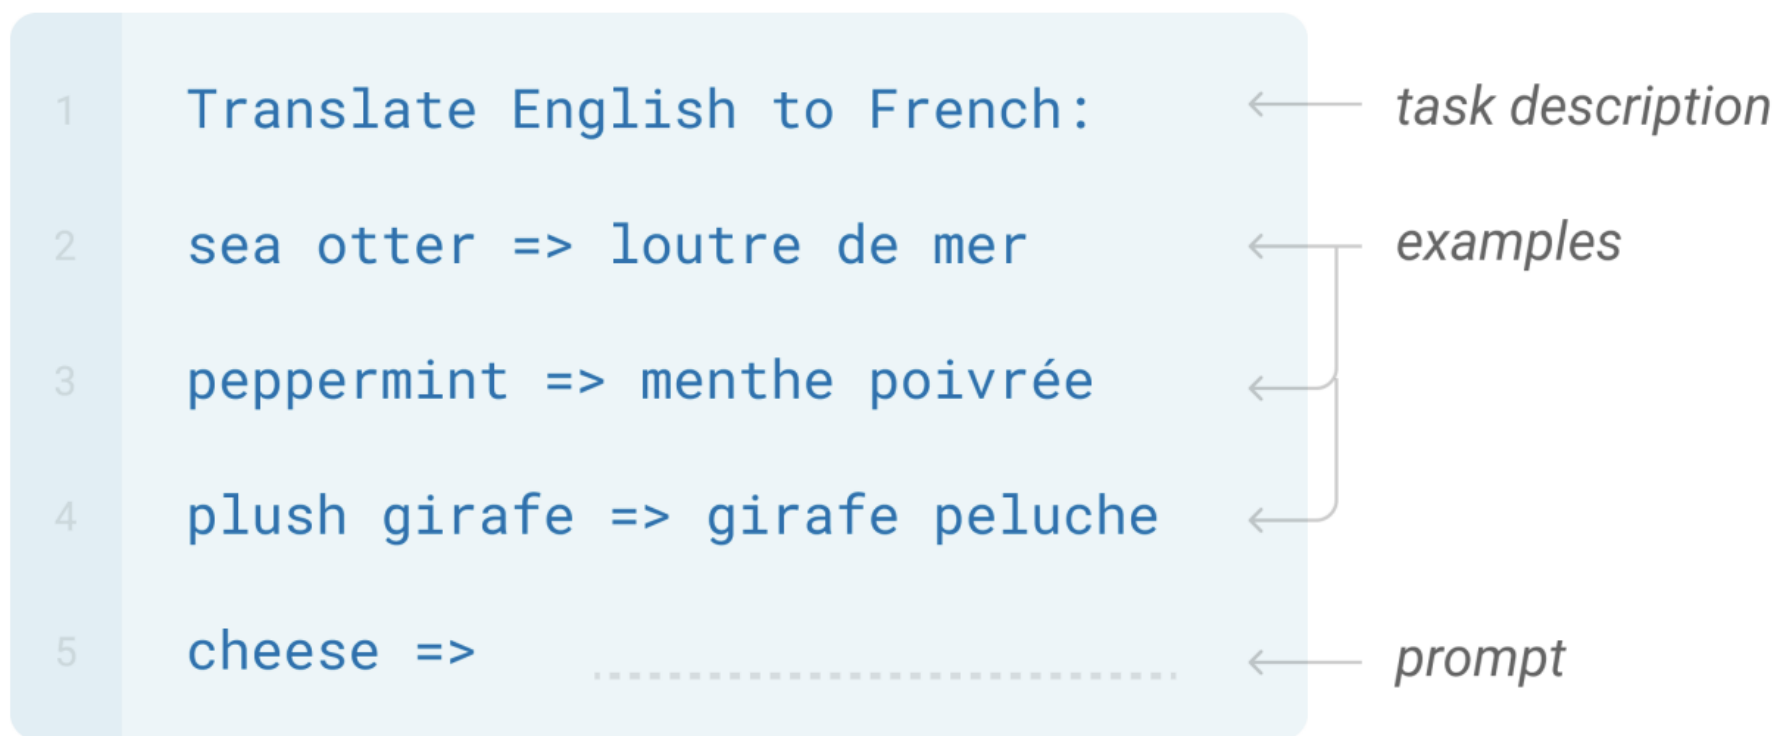 1 Translate English to French: task description
2 sea otter => loutre de mer examples
3 peppermint => menthe poivrée
4 plush girafe => girafe peluche
5 cheese => prompt